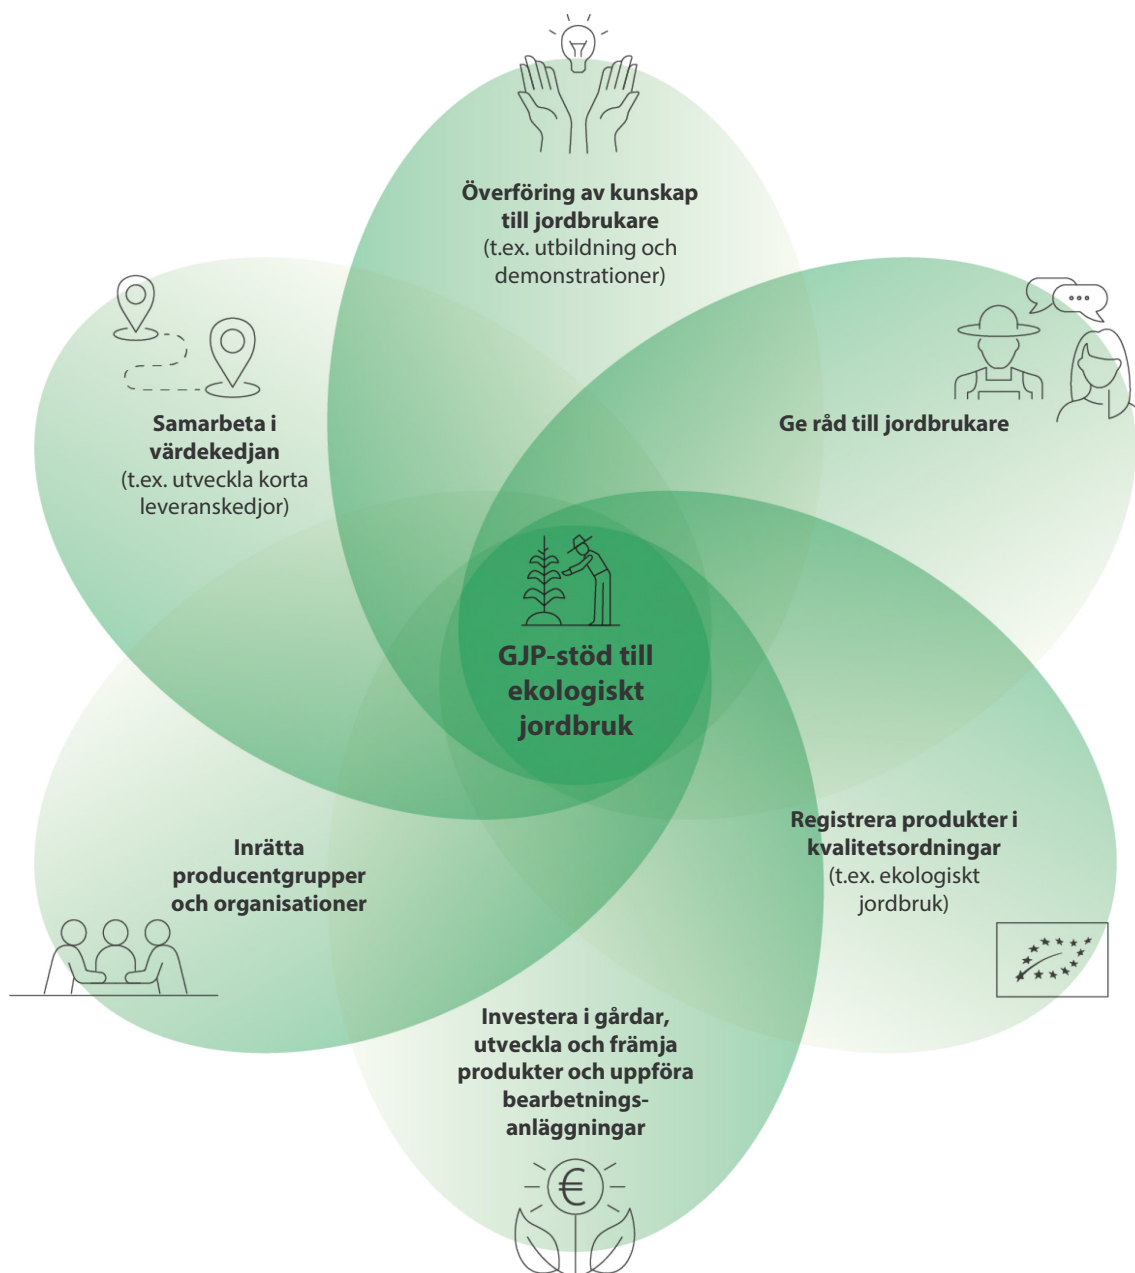 Överföring av kunskap
till jordbrukare
(t.ex. utbildning och
demonstrationer)
Ge råd till jordbrukare
Samarbeta i
värdekedjan
(t.ex. utveckla korta
leveranskedjor)
GJP-stöd till
ekologiskt
jordbruk
Registrera produkter i
kvalitetsordningar
(t.ex. ekologiskt
jordbruk)
Inrätta
producentgrupper
och organisationer
Investera i gårdar,
utveckla och främja
produkter och uppföra
bearbetnings-
anläggningar
€